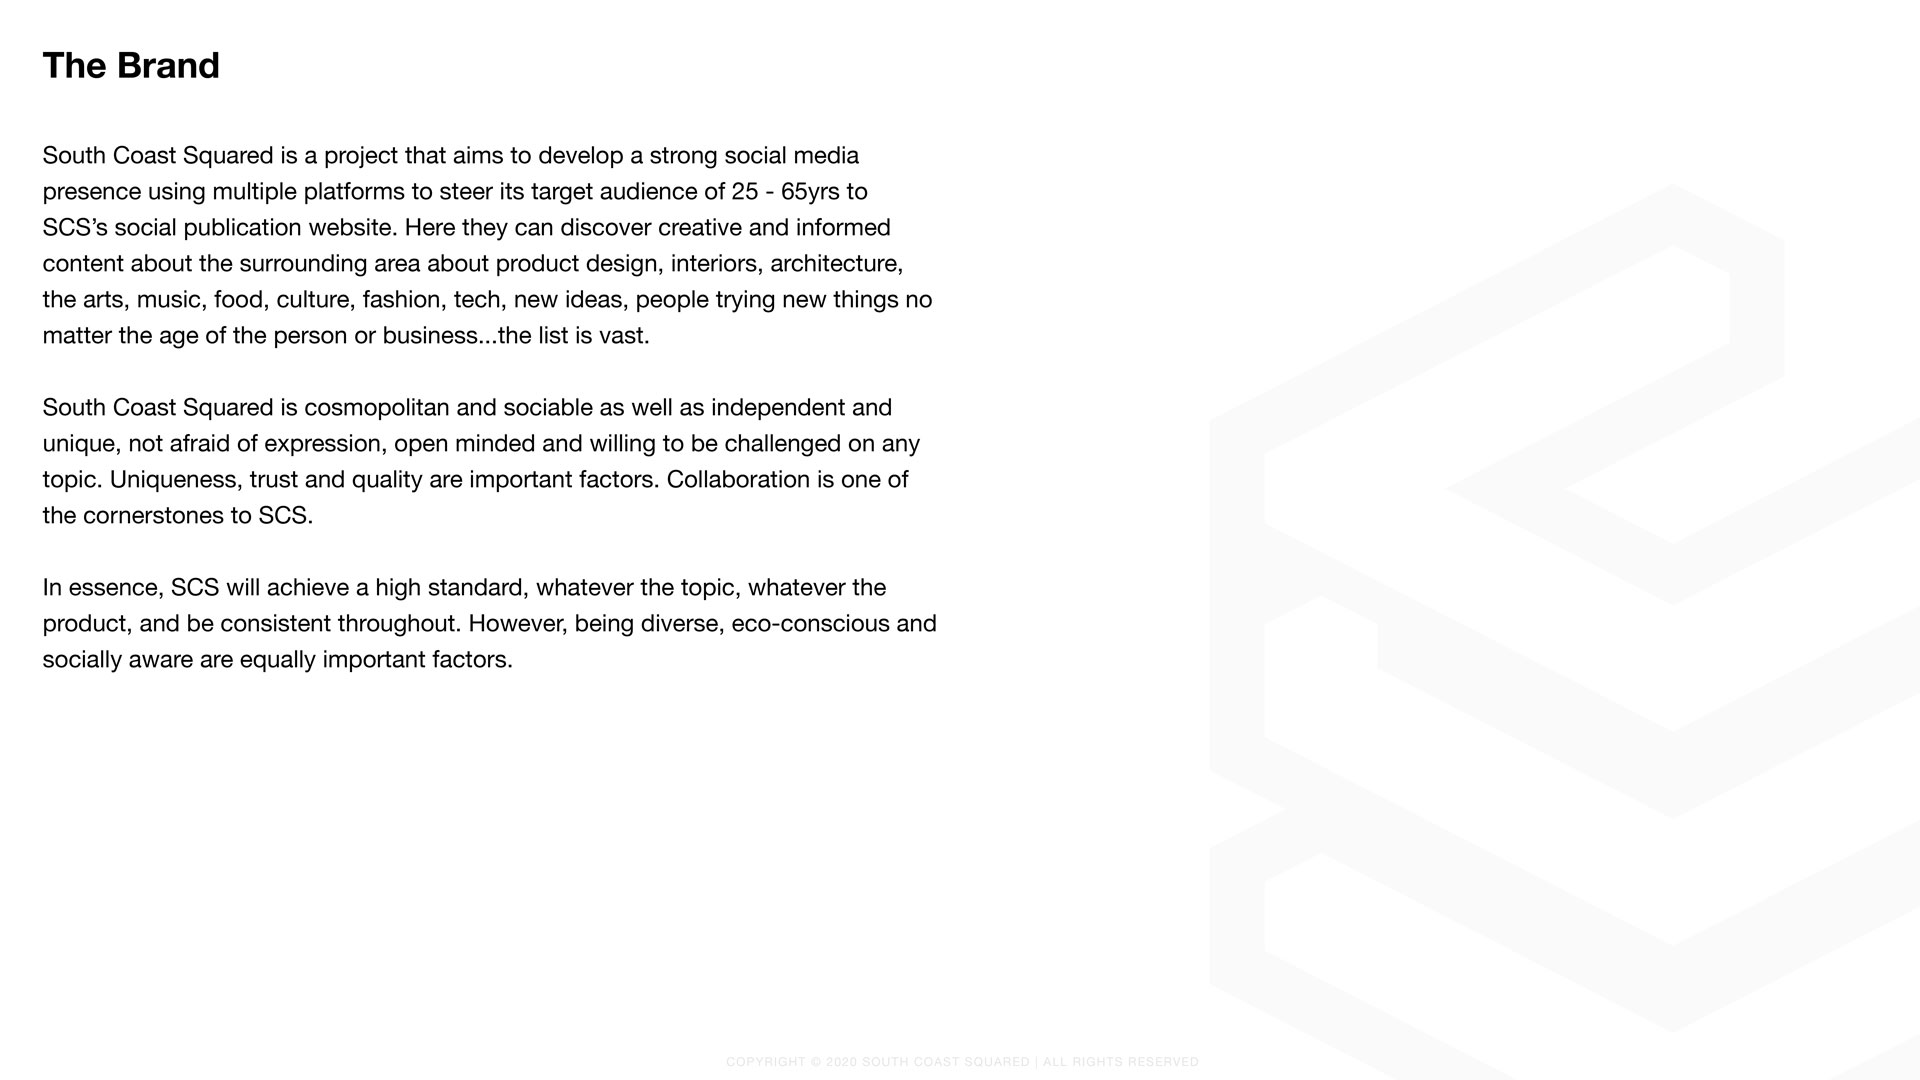 The Brand
South Coast Squared is a project that aims to develop a strong social media
presence using multiple platforms to steer its target audience of 25 - 65yrs to
SCS’s social publication website. Here they can discover creative and informed
content about the surrounding area about product design, interiors, architecture,
the arts, music, food, culture, fashion, tech, new ideas, people trying new things no
matter the age of the person or business...the list is vast.
South Coast Squared is cosmopolitan and sociable as well as independent and
unique, not afraid of expression, open minded and willing to be challenged on any
topic. Uniqueness, trust and quality are important factors. Collaboration is one of
the cornerstones to SCS.
In essence, SCS will achieve a high standard, whatever the topic, whatever the
product, and be consistent throughout. However, being diverse, eco-conscious and
socially aware are equally important factors.
COPYRIGHT © 2020 SOUTH COAST SQUARED | ALL RIGHTS RESERVED